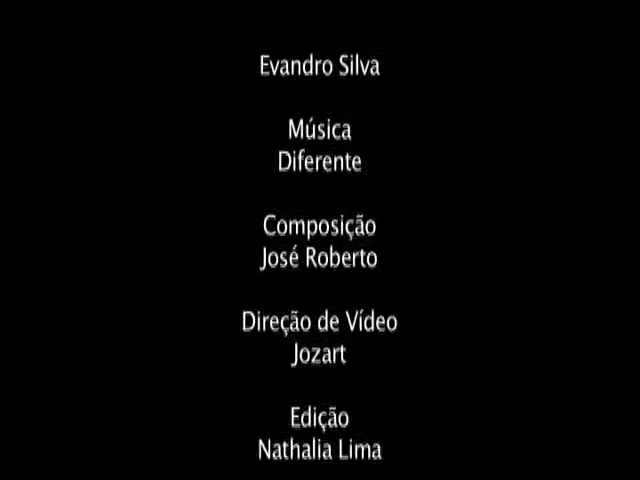 Evandro Silva
Música
Diferente
Composição
José Roberto
Direção de Vídeo
Jozart
Edição
Nathalia Lima